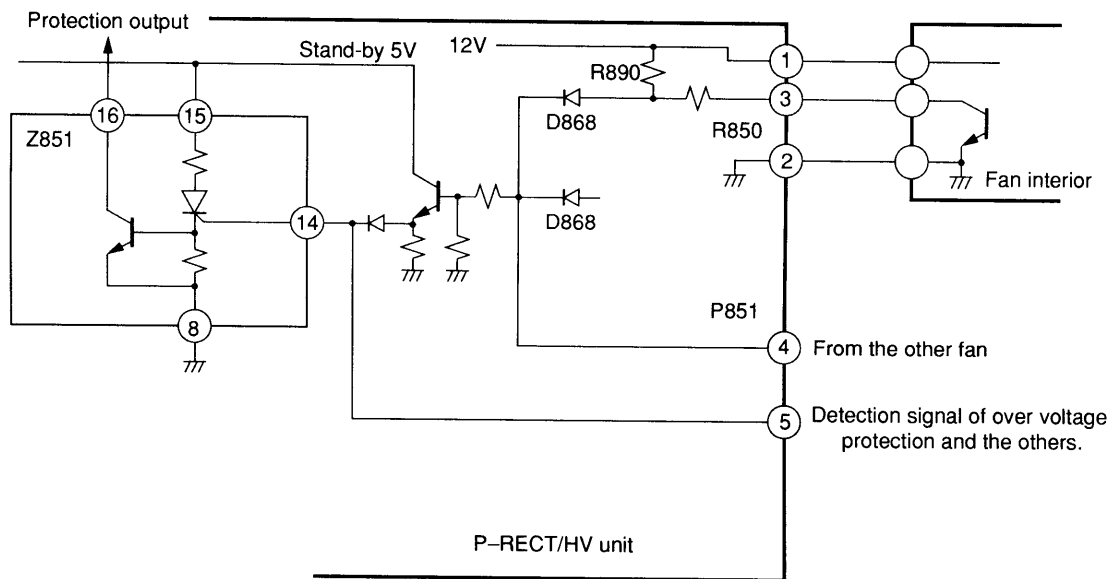 Protection output
Stand-by 5V
12V
R890
1
16
15
D868
3
Z851
R850
2
D868
Fan interior
14
8
P851
4
From the other fan
5
Detection signal of over voltage
protection and the others.
P–RECT/HV unit